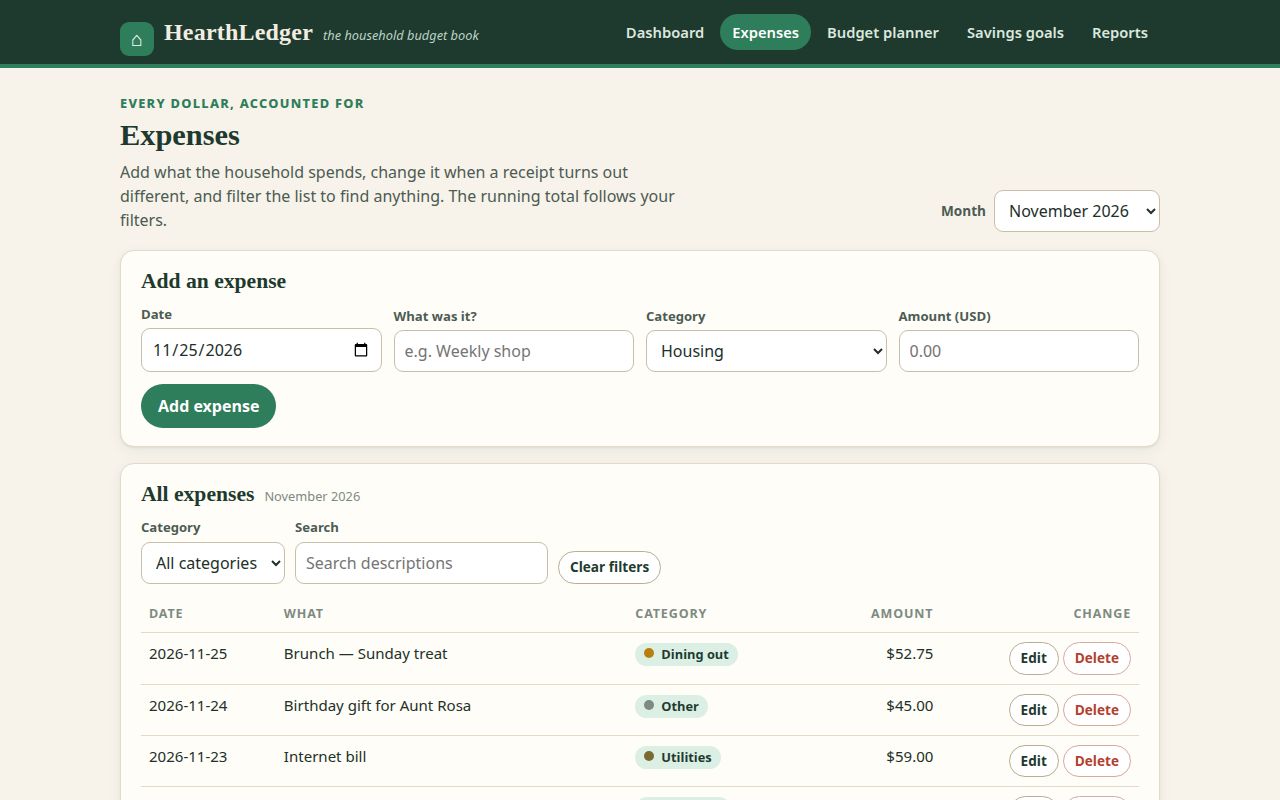 HearthLedger the household budget book Dashboard Expenses Budget planner Savings goals Reports
EVERY DOLLAR, ACCOUNTED FOR
Expenses
Add what the household spends, change it when a receipt turns out
different, and filter the list to find anything. The running total follows your
filters.
Month November 2026
Add an expense
Date What was it? Category Amount (USD)
11/25/2026 e.g. Weekly shop Housing 0.00
Add expense
All expenses November 2026
Category Search
All categories Search descriptions Clear filters
DATE WHAT CATEGORY AMOUNT CHANGE
2026-11-25 Brunch — Sunday treat Dining out $52.75 Edit Delete
2026-11-24 Birthday gift for Aunt Rosa Other $45.00 Edit Delete
2026-11-23 Internet bill Utilities $59.00 Edit Delete